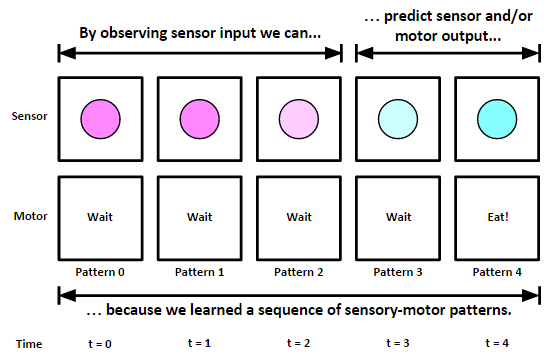 By observing sensor input we can...
... predict sensor and/or
motor output...
Sensor
Motor
Wait
Wait
Wait
Wait
Eat!
Pattern 0
Pattern 1
Pattern 2
Pattern 3
Pattern 4
... because we learned a sequence of sensory-motor patterns.
Time
t = 0
t = 1
t = 2
t = 3
t = 4